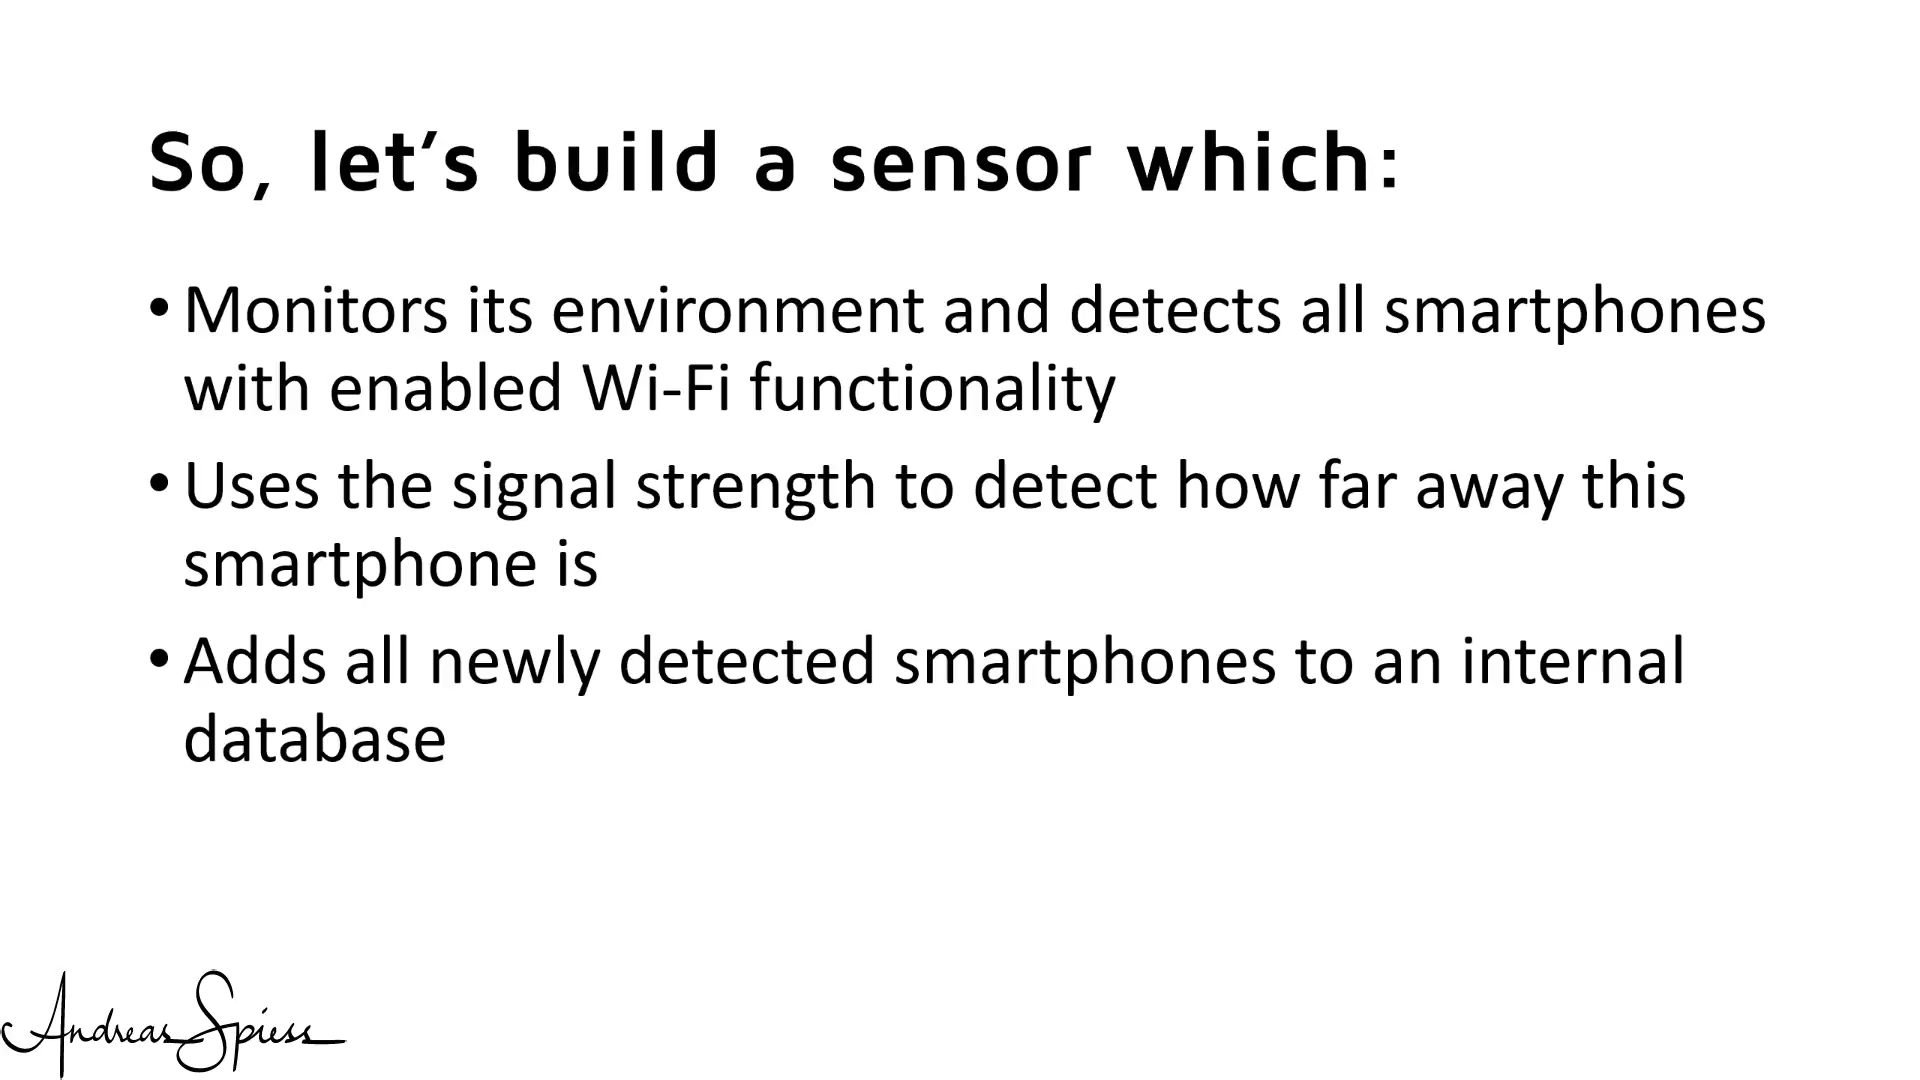 So, let’s build a sensor which:
• Monitors its environment and detects all smartphones
with enabled Wi-Fi functionality
• Uses the signal strength to detect how far away this
smartphone is
• Adds all newly detected smartphones to an internal
database
Andreas Spiess